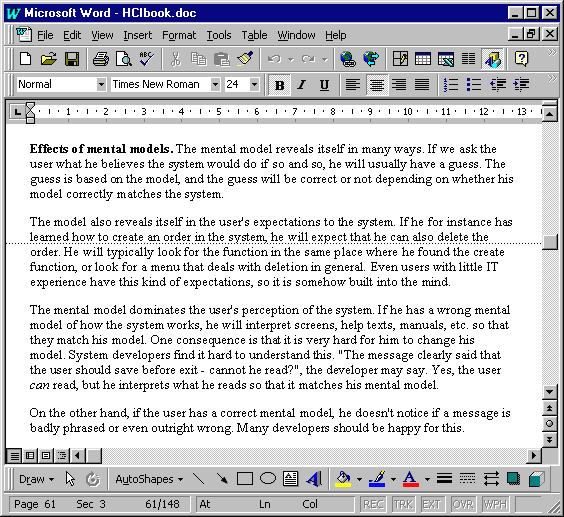 Microsoft Word - HCIbook.doc
File Edit View Insert Format Tools Table Window Help
Normal Times New Roman 24 B I U
1 2 3 4 5 6 7 8 9 10 11 12 13
Effects of mental models. The mental model reveals itself in many ways. If we ask the
user what he believes the system would do if so and so, he will usually have a guess. The
guess is based on the model, and the guess will be correct or not depending on whether his
model correctly matches the system.
The model also reveals itself in the user's expectations to the system. If he for instance has
learned how to create an order in the system, he will expect that he can also delete the
order. He will typically look for the function in the same place where he found the create
function, or look for a menu that deals with deletion in general. Even users with little IT
experience have this kind of expectations, so it is somehow built into the mind.
The mental model dominates the user's perception of the system. If he has a wrong mental
model of how the system works, he will interpret screens, help texts, manuals, etc. so that
they match his model. One consequence is that it is very hard for him to change his
model. System developers find it hard to understand this. "The message clearly said that
the user should save before exit - cannot he read?", the developer may say. Yes, the user
can read, but he interprets what he reads so that it matches his mental model.
On the other hand, if the user has a correct mental model, he doesn't notice if a message is
badly phrased or even outright wrong. Many developers should be happy for this.
Draw AutoShapes
Page 61 Sec 3 61/148 At Ln Col REC TRK EXT OVR WPH